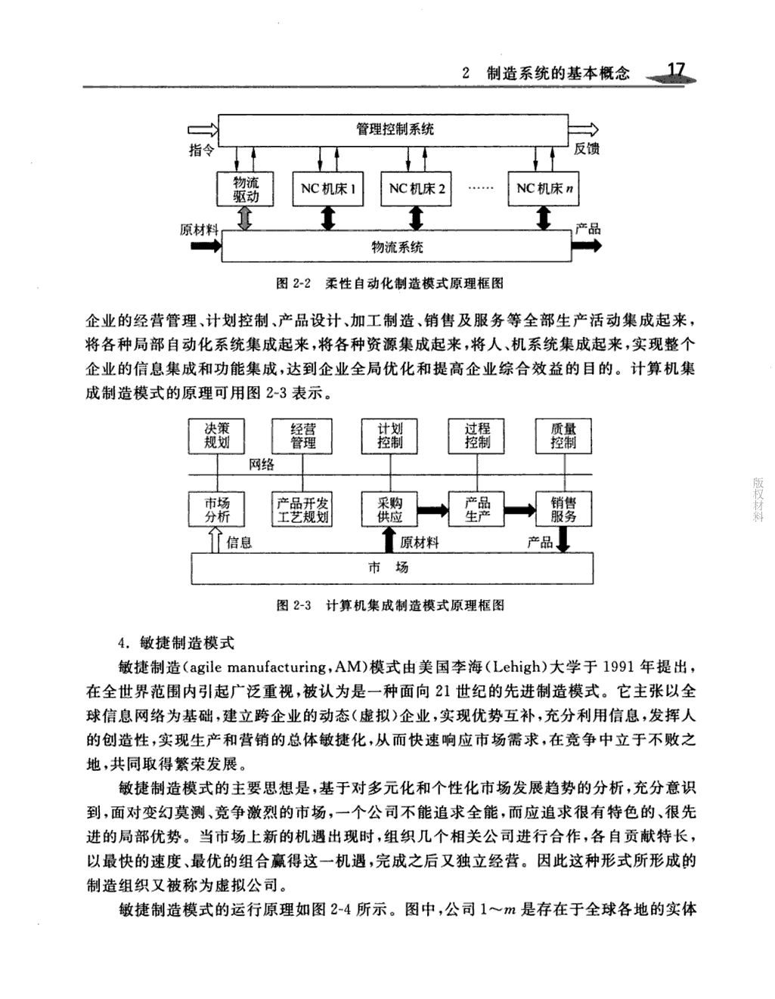 2 制造系统的基本概念 17
管理控制系统
指令
反馈
物流
驱动
NC机床1
NC机床2
……
NC机床n
原材料
产品
物流系统
图 2-2 柔性自动化制造模式原理框图
企业的经营管理、计划控制、产品设计、加工制造、销售及服务等全部生产活动集成起来，
将各种局部自动化系统集成起来，将各种资源集成起来，将人、机系统集成起来，实现整个
企业的信息集成和功能集成，达到企业全局优化和提高企业综合效益的目的。计算机集
成制造模式的原理可用图 2-3 表示。
决策
规划
经营
管理
计划
控制
过程
控制
质量
控制
网络
市场
分析
产品开发
工艺规划
采购
供应
产品
生产
销售
服务
信息
原材料
产品
市 场
图 2-3 计算机集成制造模式原理框图
4. 敏捷制造模式
敏捷制造(agile manufacturing，AM)模式由美国李海(Lehigh)大学于 1991 年提出，
在全世界范围内引起广泛重视，被认为是一种面向 21 世纪的先进制造模式。它主张以全
球信息网络为基础，建立跨企业的动态(虚拟)企业，实现优势互补，充分利用信息，发挥人
的创造性，实现生产和营销的总体敏捷化，从而快速响应市场需求，在竞争中立于不败之
地，共同取得繁荣发展。
敏捷制造模式的主要思想是，基于对多元化和个性化市场发展趋势的分析，充分意识
到，面对变幻莫测、竞争激烈的市场，一个公司不能追求全能，而应追求很有特色的、很先
进的局部优势。当市场上新的机遇出现时，组织几个相关公司进行合作，各自贡献特长，
以最快的速度、最优的组合赢得这一机遇，完成之后又独立经营。因此这种形式所形成的
制造组织又被称为虚拟公司。
敏捷制造模式的运行原理如图 2-4 所示。图中，公司 1～m 是存在于全球各地的实体
版权材料